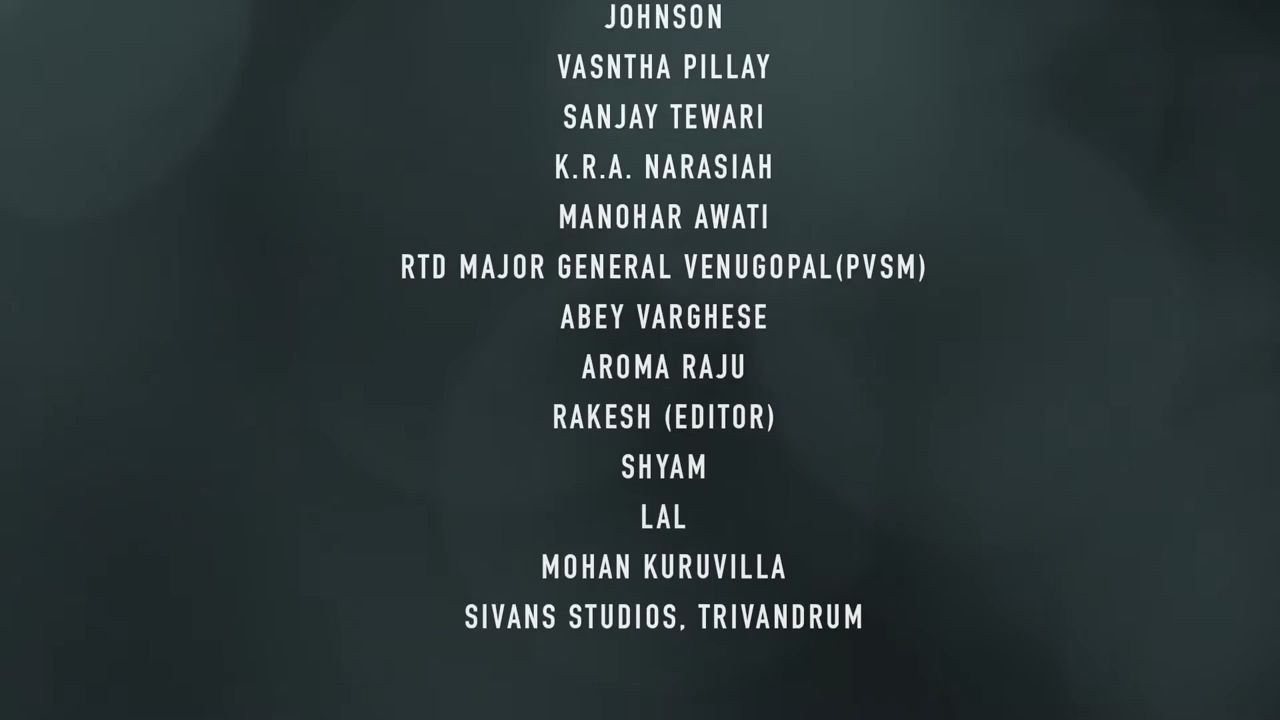 JOHNSON
VASNTHA PILLAY
SANJAY TEWARI
K.R.A. NARASIAH
MANOHAR AWATI
RTD MAJOR GENERAL VENUGOPAL(PVSM)
ABEY VARGHESE
AROMA RAJU
RAKESH (EDITOR)
SHYAM
LAL
MOHAN KURUVILLA
SIVANS STUDIOS, TRIVANDRUM